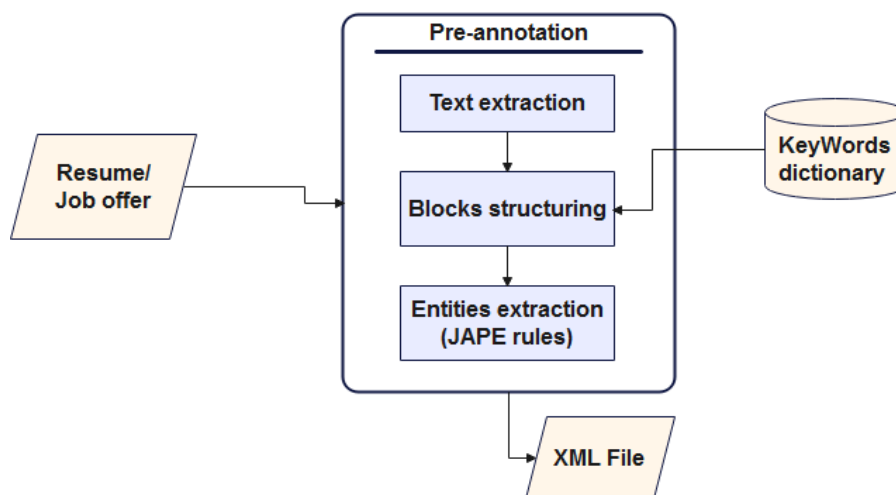 Pre-annotation
Text extraction
Resume/
Job offer
KeyWords
dictionary
Blocks structuring
Entities extraction
(JAPE rules)
XML File